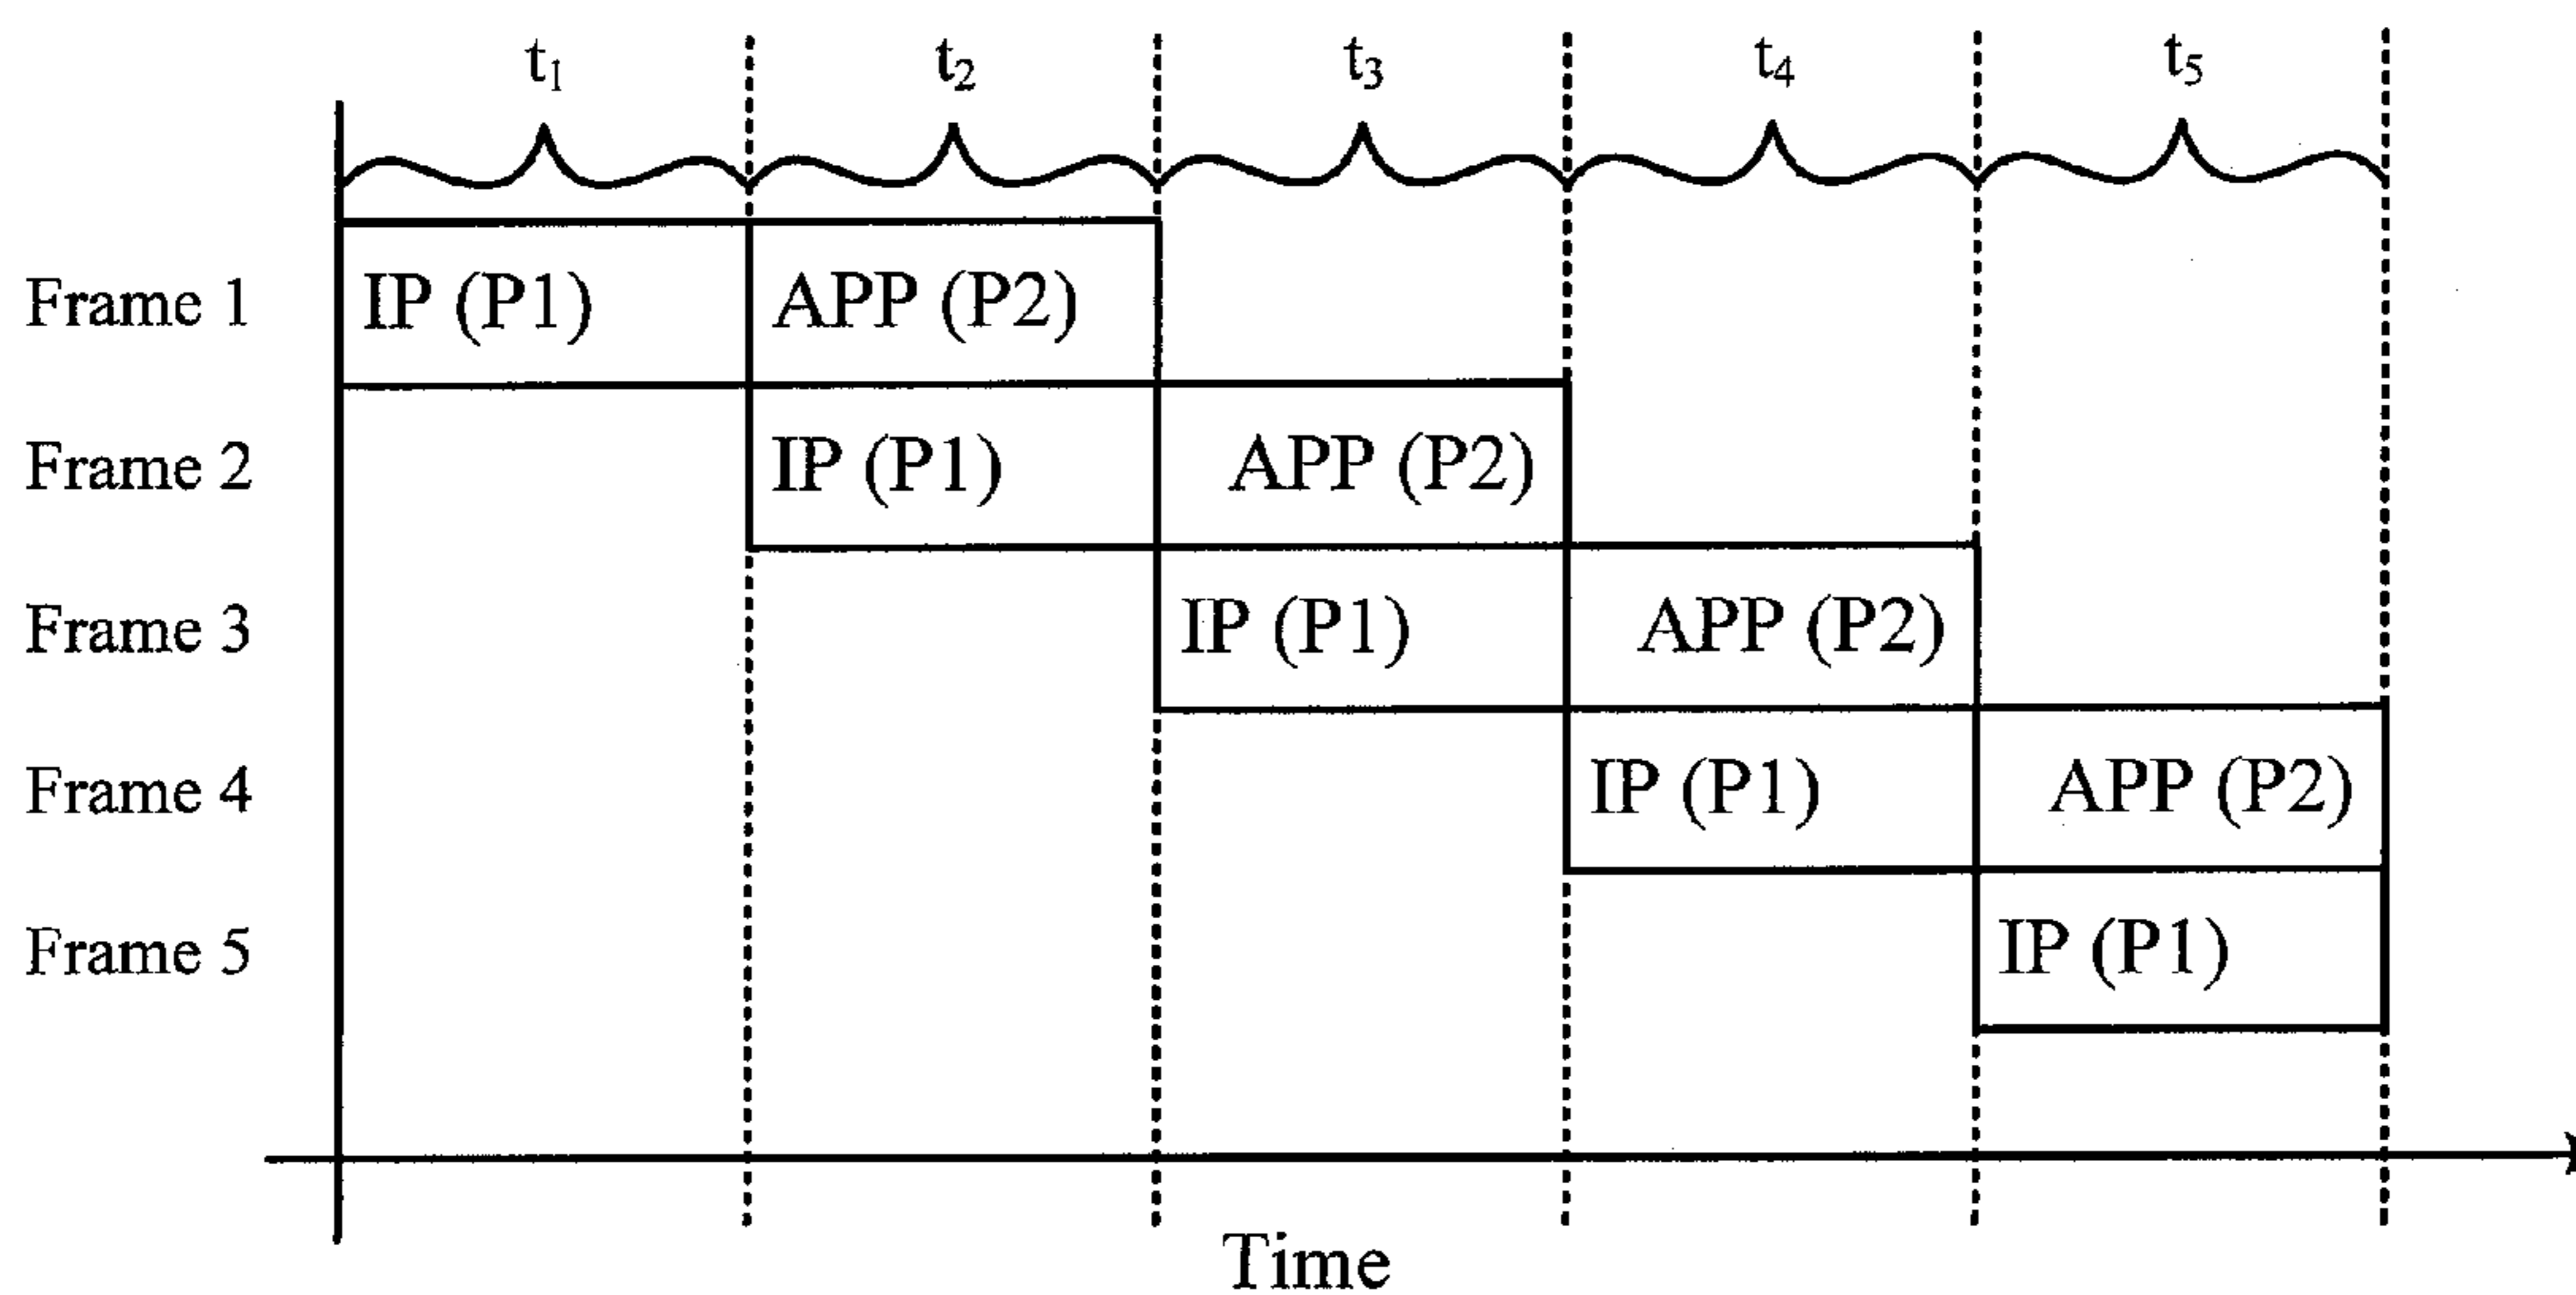 t₁ t₂ t₃ t₄ t₅
Frame 1 IP (P1) APP (P2)
Frame 2 IP (P1) APP (P2)
Frame 3 IP (P1) APP (P2)
Frame 4 IP (P1) APP (P2)
Frame 5 IP (P1)
Time